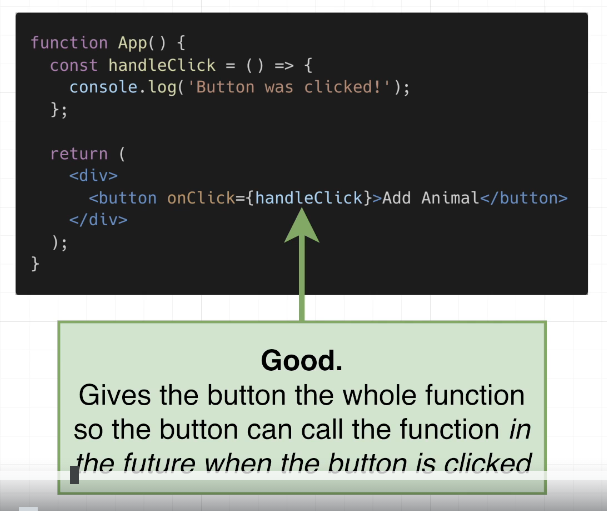 function App() {
const handleClick = () => {
console.log('Button was clicked!');
};
return (
<div>
<button onClick={handleClick}>Add Animal</button>
</div>
);
}
Good.
Gives the button the whole function
so the button can call the function in
the future when the button is clicked